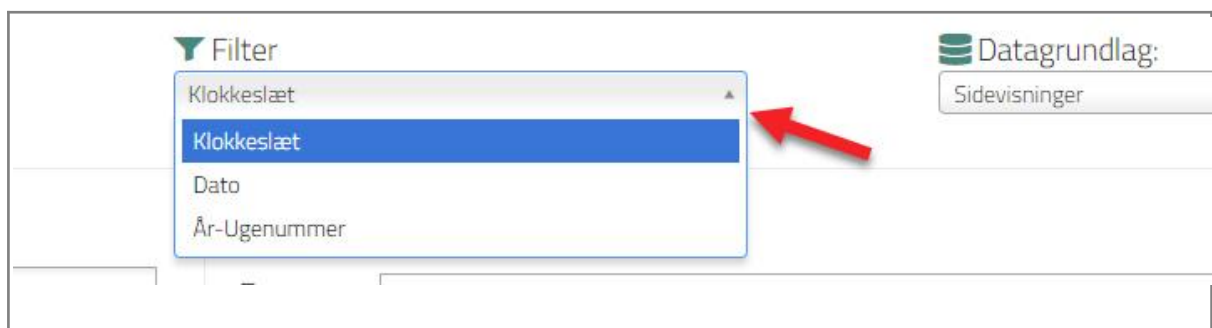 Filter
Datagrundlag:
Klokkeslæt
Sidevisninger
Klokkeslæt
Dato
År-Ugenummer